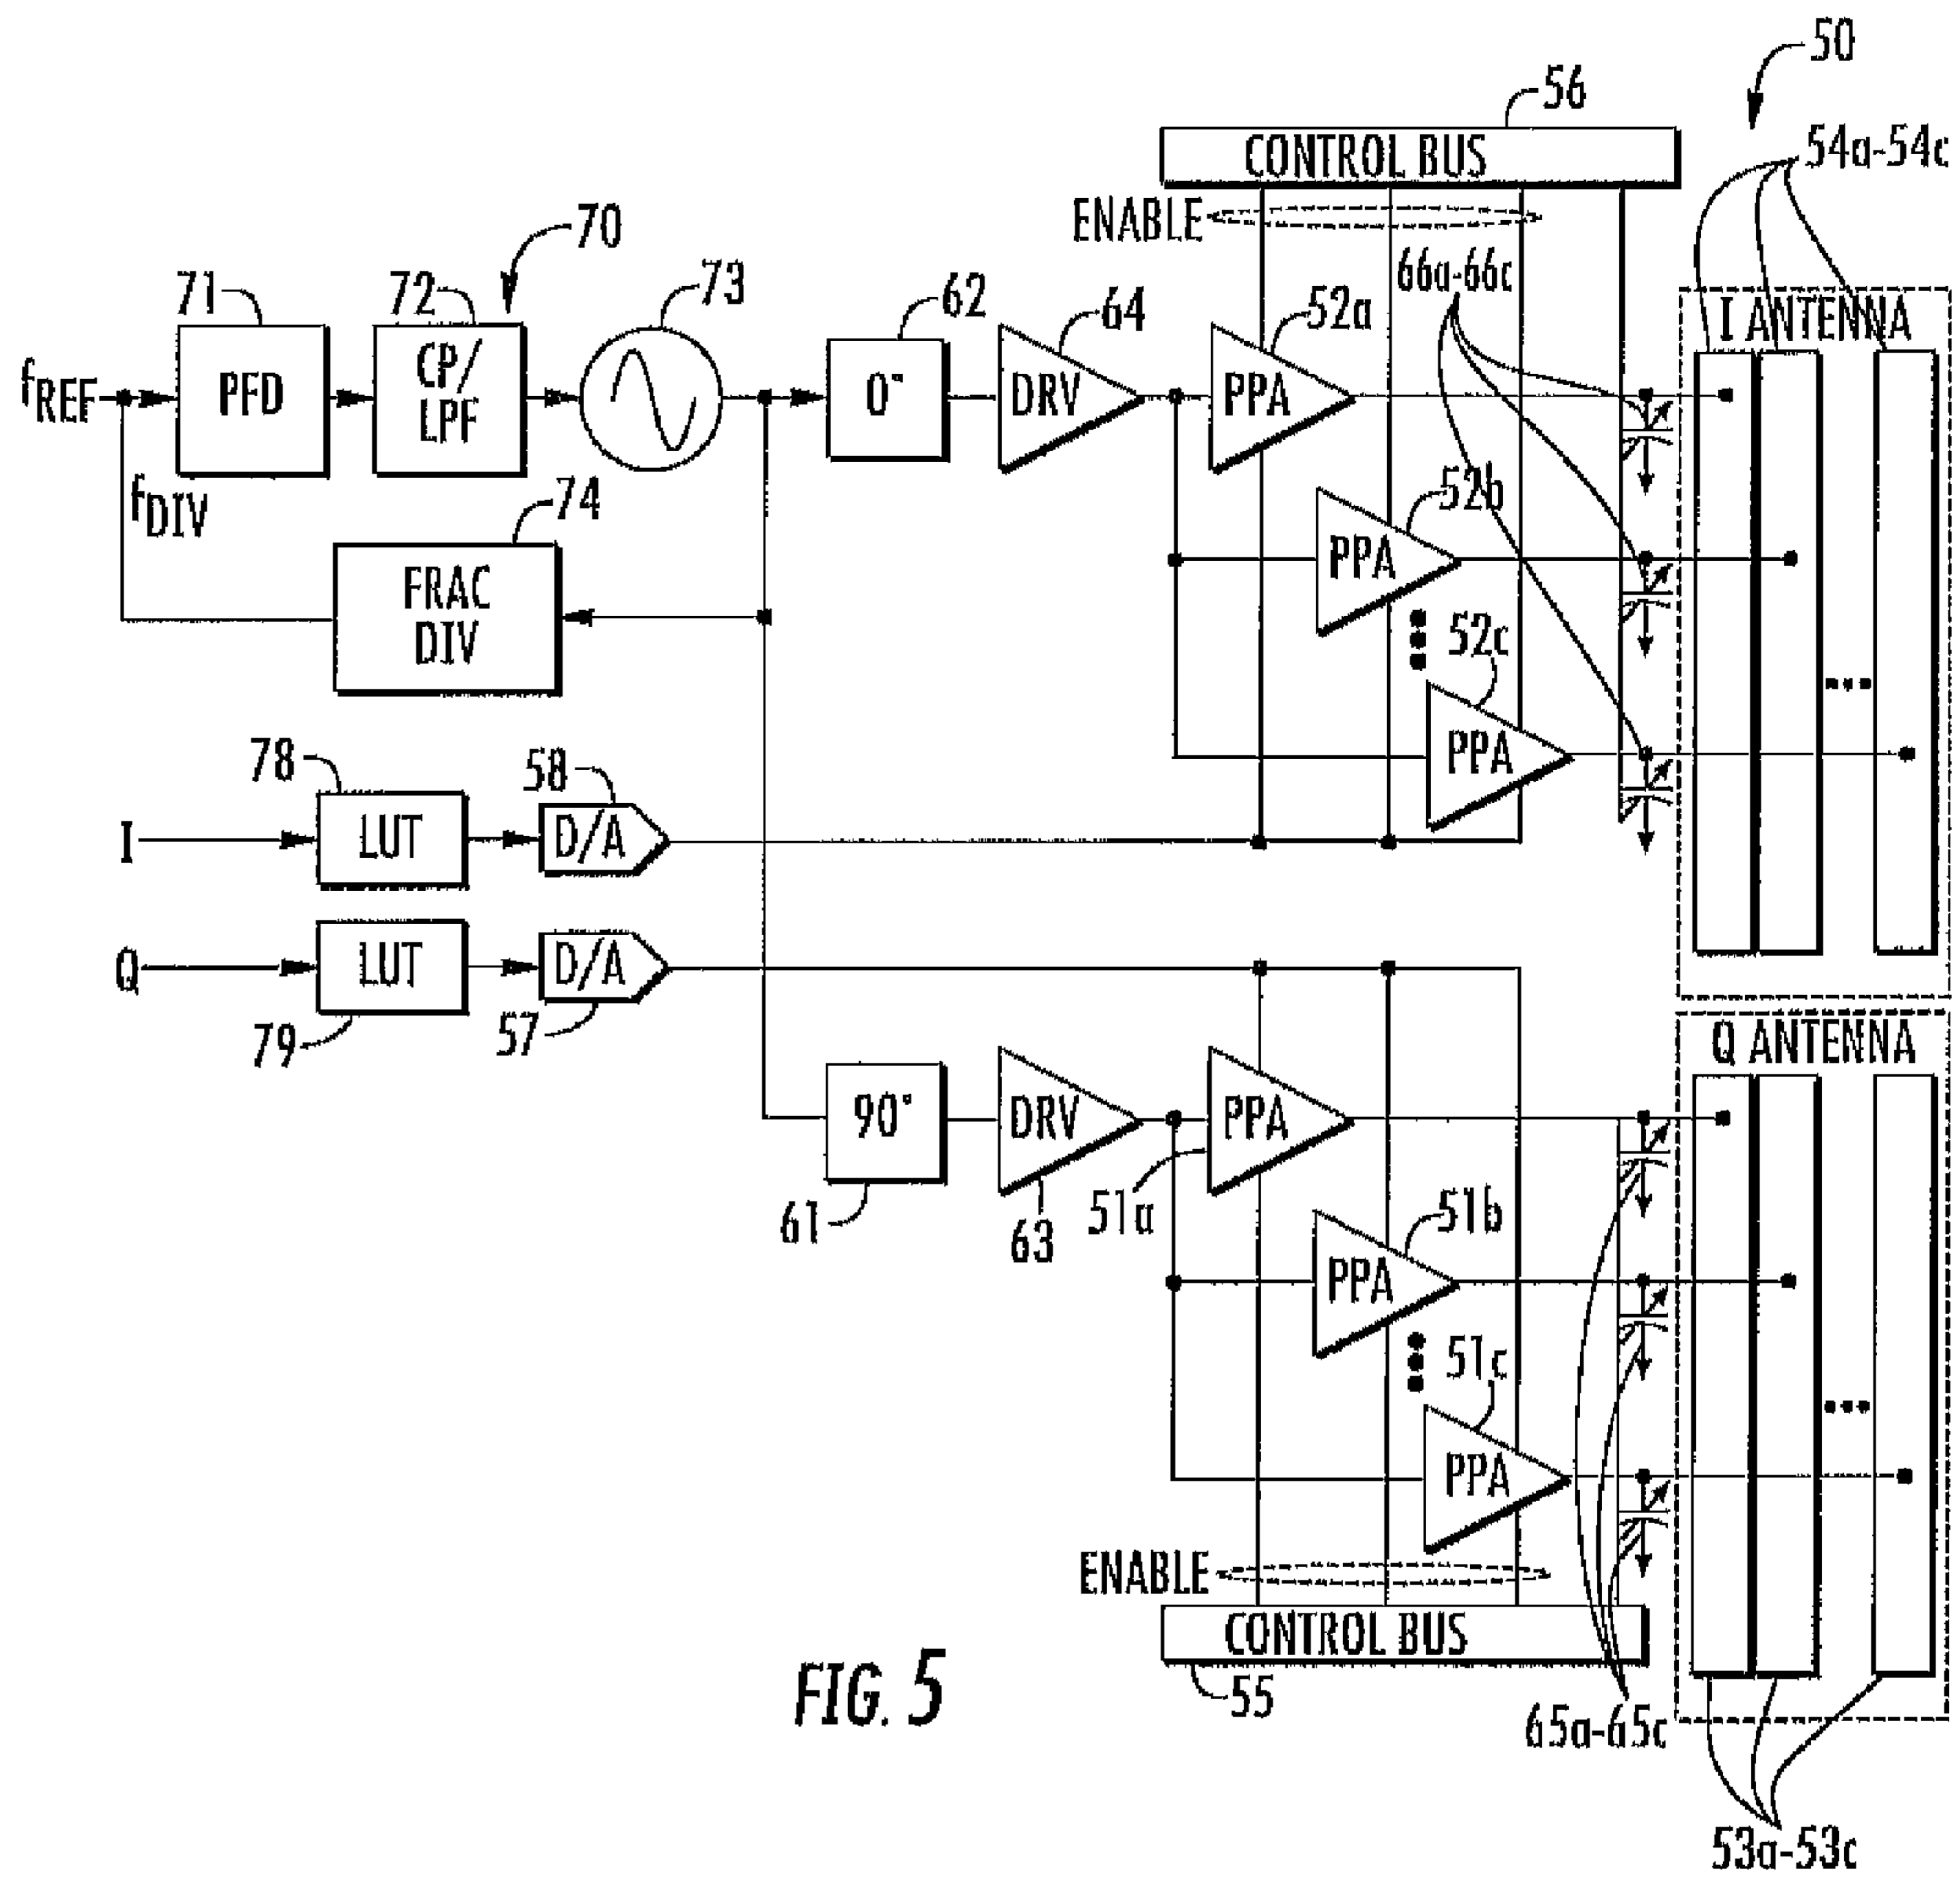 50
56
CONTROL BUS
54a-54c
ENABLE
70
66a-66c
71
72
73
62
64
52a
I ANTENNA
fREF
PFD
CP/
LPF
0°
DRV
PPA
fDIV
74
52b
FRAC
DIV
PPA
52c
PPA
78
58
I
LUT
D/A
Q
LUT
D/A
79
57
Q ANTENNA
90°
DRV
PPA
61
63
51a
51b
PPA
51c
PPA
ENABLE
CONTROL BUS
55
FIG. 5
65a-65c
53a-53c